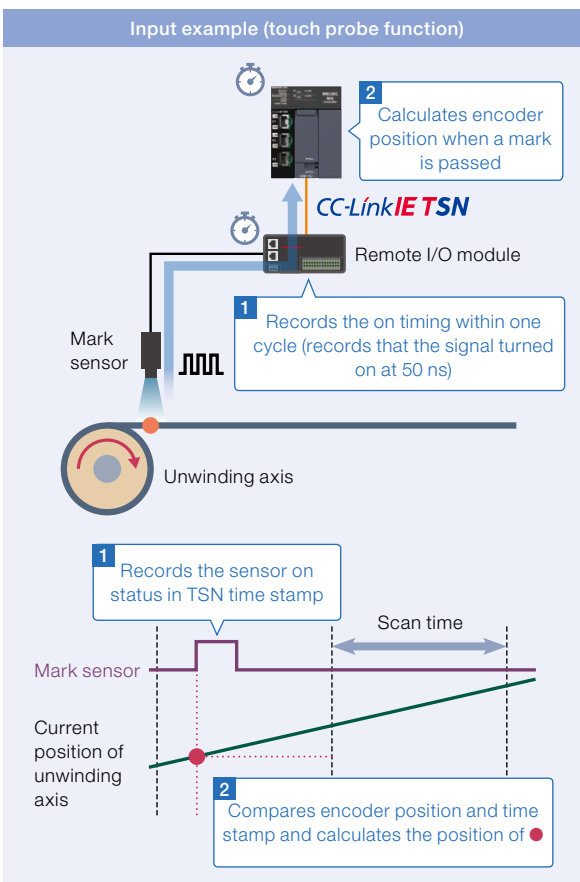 Input example (touch probe function)
2
Calculates encoder
position when a mark
is passed
CC-Link IE TSN
Remote I/O module
1
Records the on timing within one
cycle (records that the signal turned
on at 50 ns)
Mark
sensor
Unwinding axis
1
Records the sensor on
status in TSN time stamp
Scan time
Mark sensor
Current
position of
unwinding
axis
2
Compares encoder position and time
stamp and calculates the position of